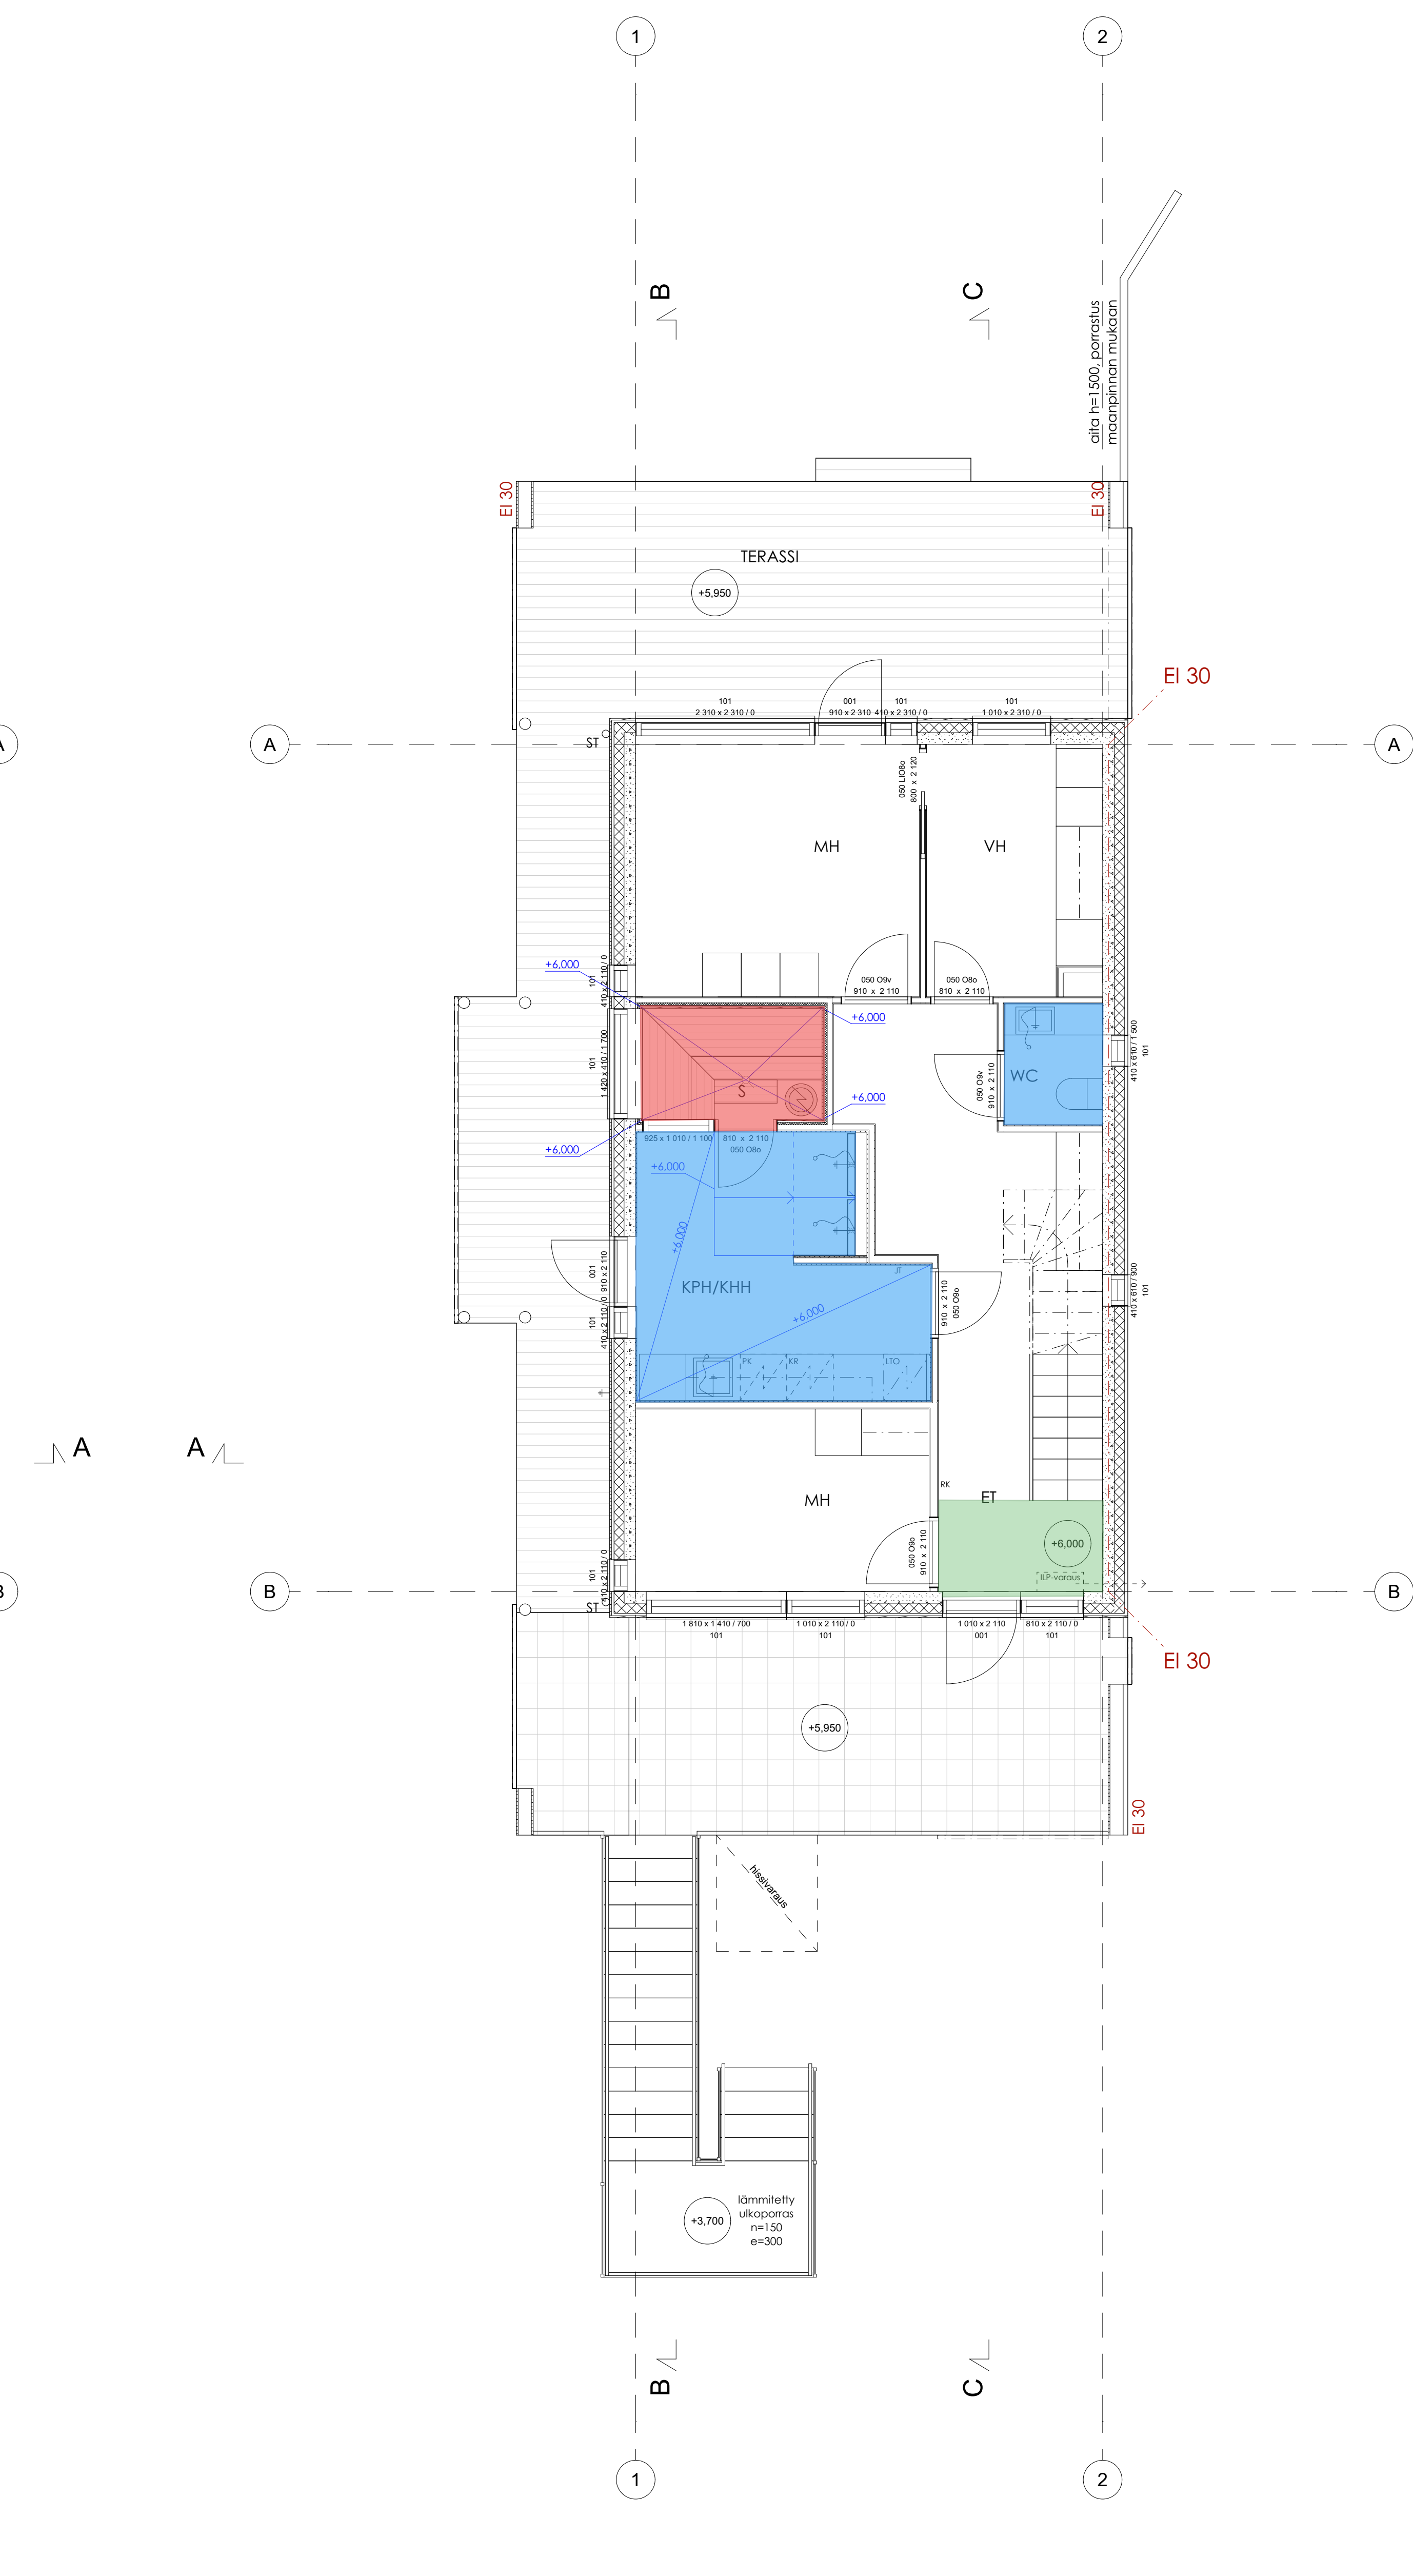 1
2
B
C
aita h=1500, porrastus
maanpinnan mukaan
EI 30
EI 30
TERASSI
+5,950
EI 30
101
2 310 x 2 310 / 0
001
910 x 2 310
101
410 x 2 310 / 0
101
1 010 x 2 310 / 0
A
A
ST
A
050 LIO8o
800 x 2 120
MH
VH
+6,000
101
410 x 2 110 / 0
050 O9v
910 x 2 110
050 O8o
810 x 2 110
+6,000
101
1 420 x 410 / 1 700
S
+6,000
WC
050 O9v
910 x 2 110
410 x 610 / 1 500
101
+6,000
925 x 1 010 / 1 100
810 x 2 110
050 O8o
+6,000
+6,000
001
910 x 2 110
KPH/KHH
JT
910 x 2 110
050 O9o
410 x 610 / 900
101
+6,000
101
410 x 2 110 / 0
PK
KR
LTO
A
A
RK
MH
ET
050 O9o
910 x 2 110
+6,000
ILP-varaus
101
410 x 2 110 / 0
B
B
B
ST
1 810 x 1 410 / 700
101
1 010 x 2 110 / 0
101
1 010 x 2 110
001
810 x 2 110 / 0
101
EI 30
+5,950
EI 30
hissivaraus
+3,700
lämmitetty
ulkoporras
n=150
e=300
B
C
1
2